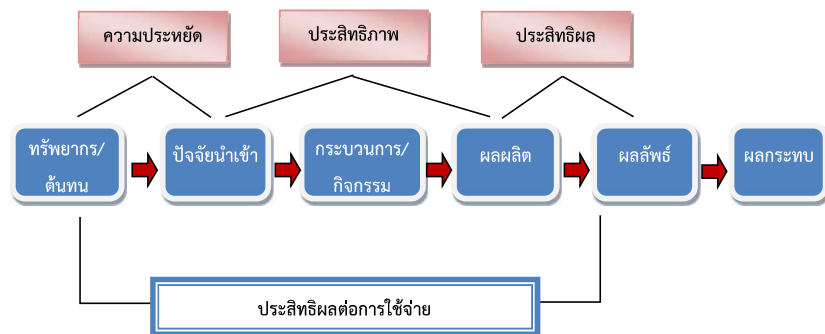 ความประหยัด
ประสิทธิภาพ
ประสิทธิผล
ทรัพยากร/
ต้นทน
ปัจจัยนำเข้า
กระบวนการ/
กิจกรรม
ผลผลิต
ผลลัพธ์
ผลกระทบ
ประสิทธิผลต่อการใช้จ่าย